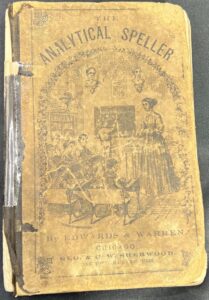 THE
ANALYTICAL SPELLER
By EDWARDS & WARREN.
CHICAGO:
GEO. & C. W. SHERWOOD